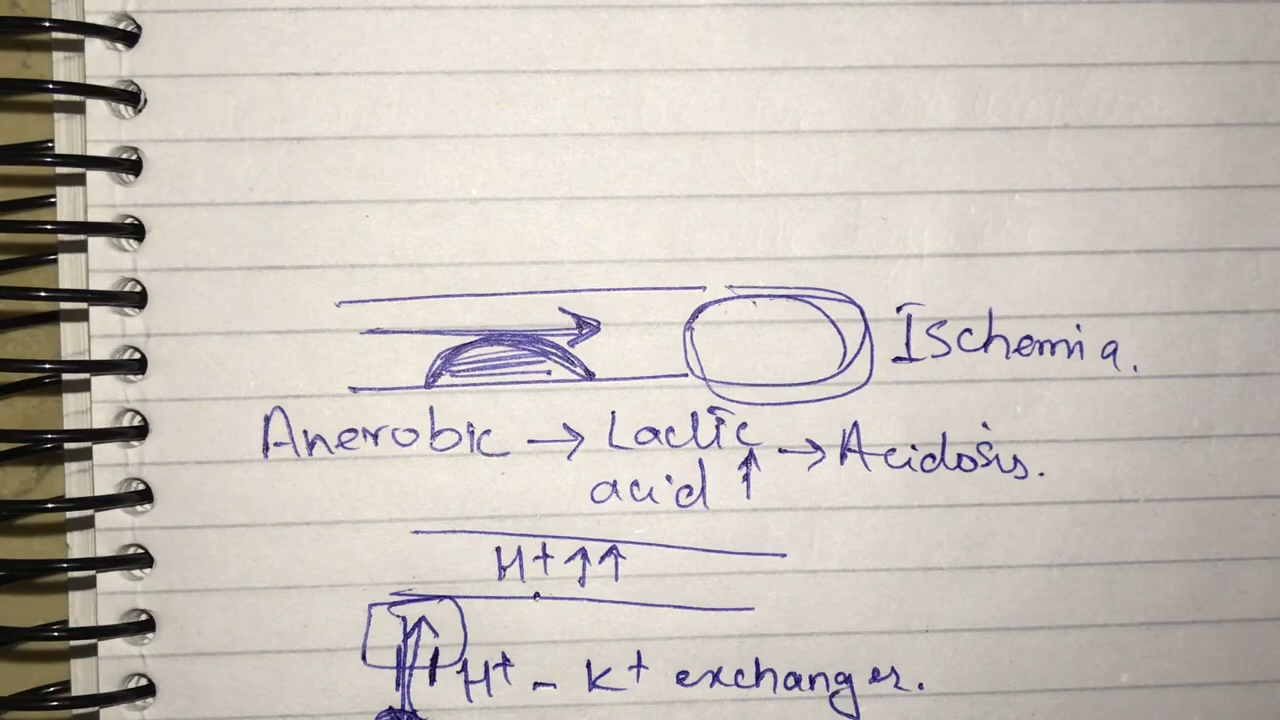 Ischemia.
Anerobic → Lactic → Acidosis.
acid ↑
H+ ↑↑
H+ - K+ exchanger.